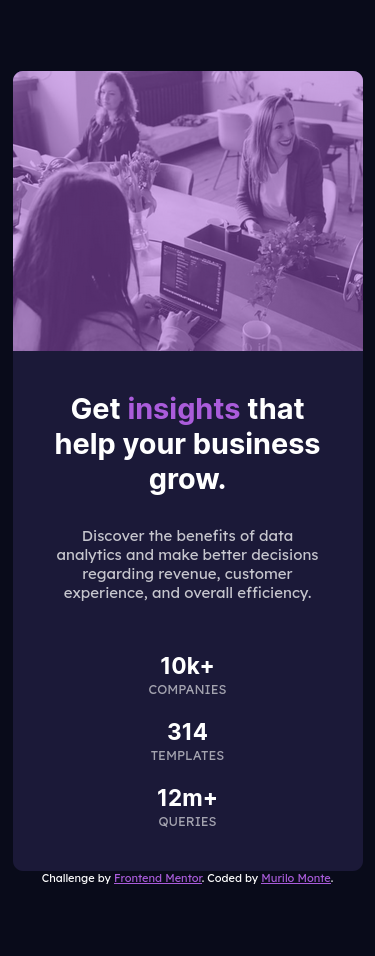 Get insights that
help your business
grow.
Discover the benefits of data
analytics and make better decisions
regarding revenue, customer
experience, and overall efficiency.
10k+
COMPANIES
314
TEMPLATES
12m+
QUERIES
Challenge by Frontend Mentor. Coded by Murilo Monte.